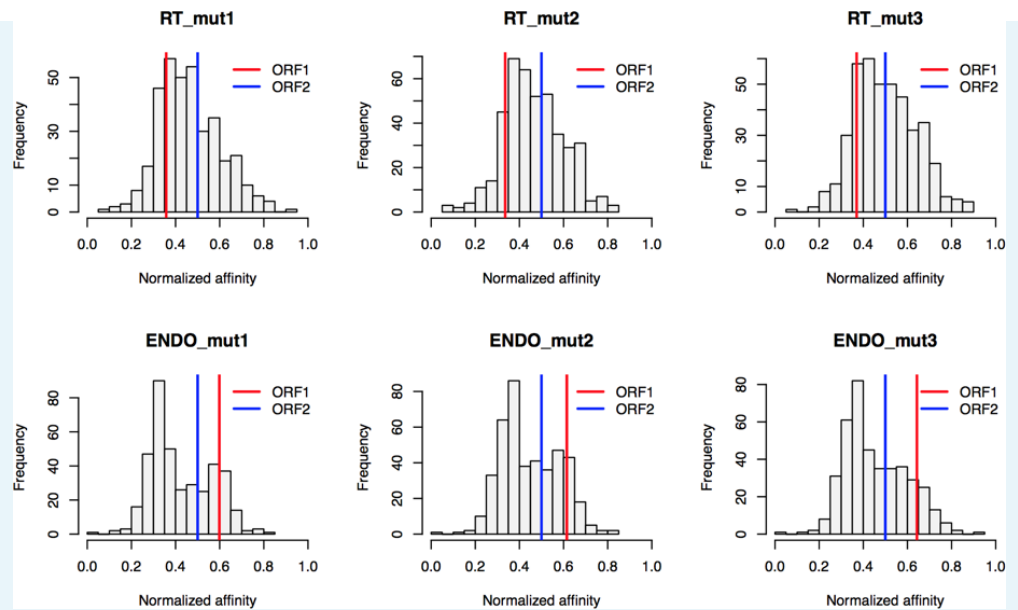 RT_mut1
RT_mut2
RT_mut3
Frequency
10
30
50
ORF1
ORF2
0.0 0.2 0.4 0.6 0.8 1.0
Normalized affinity
Frequency
0
20
40
60
ORF1
ORF2
0.0 0.2 0.4 0.6 0.8 1.0
Normalized affinity
Frequency
0
10
30
50
ORF1
ORF2
0.0 0.2 0.4 0.6 0.8 1.0
Normalized affinity
ENDO_mut1
ENDO_mut2
ENDO_mut3
Frequency
0
20
40
60
80
ORF1
ORF2
0.0 0.2 0.4 0.6 0.8 1.0
Normalized affinity
Frequency
0
20
40
60
80
ORF1
ORF2
0.0 0.2 0.4 0.6 0.8 1.0
Normalized affinity
Frequency
0
20
40
60
80
ORF1
ORF2
0.0 0.2 0.4 0.6 0.8 1.0
Normalized affinity